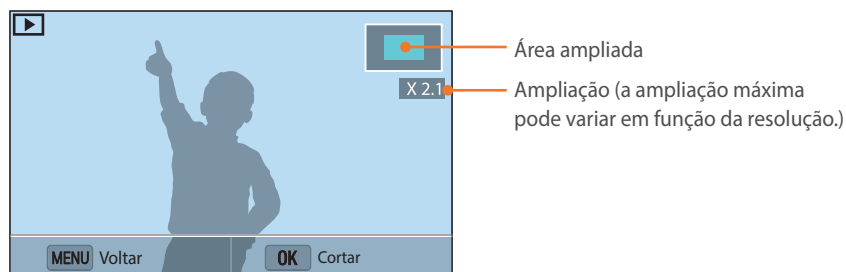 Área ampliada
X 2.1
Ampliação (a ampliação máxima
pode variar em função da resolução.)
MENU Voltar
OK Cortar